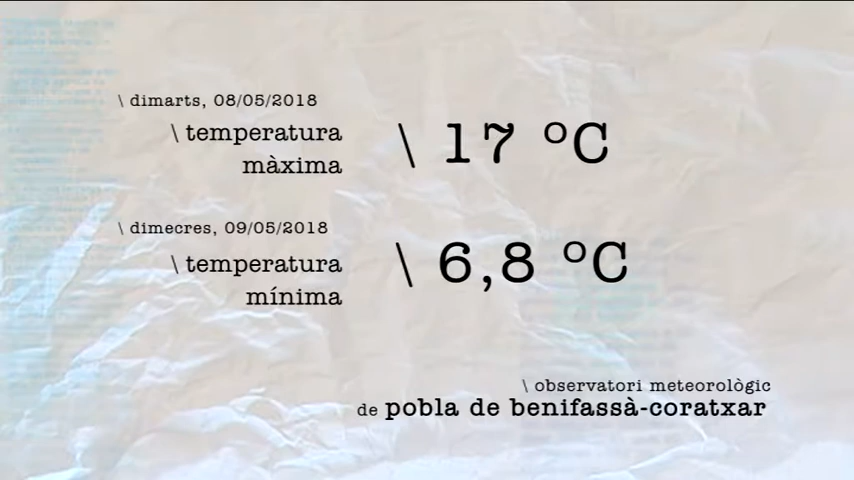 \ dimarts, 08/05/2018
\ temperatura
màxima
\ 17 ºC
\ dimecres, 09/05/2018
\ temperatura
mínima
\ 6,8 ºC
\ observatori meteorològic
de pobla de benifassà-coratxar